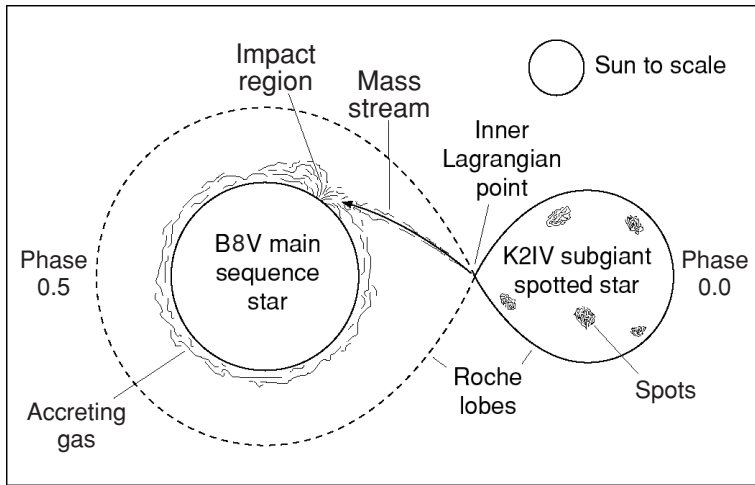 Impact
region
Mass
stream
Sun to scale
Inner
Lagrangian
point
B8V main
sequence
star
K2IV subgiant
spotted star
Phase
0.5
Phase
0.0
Accreting
gas
Roche
lobes
Spots